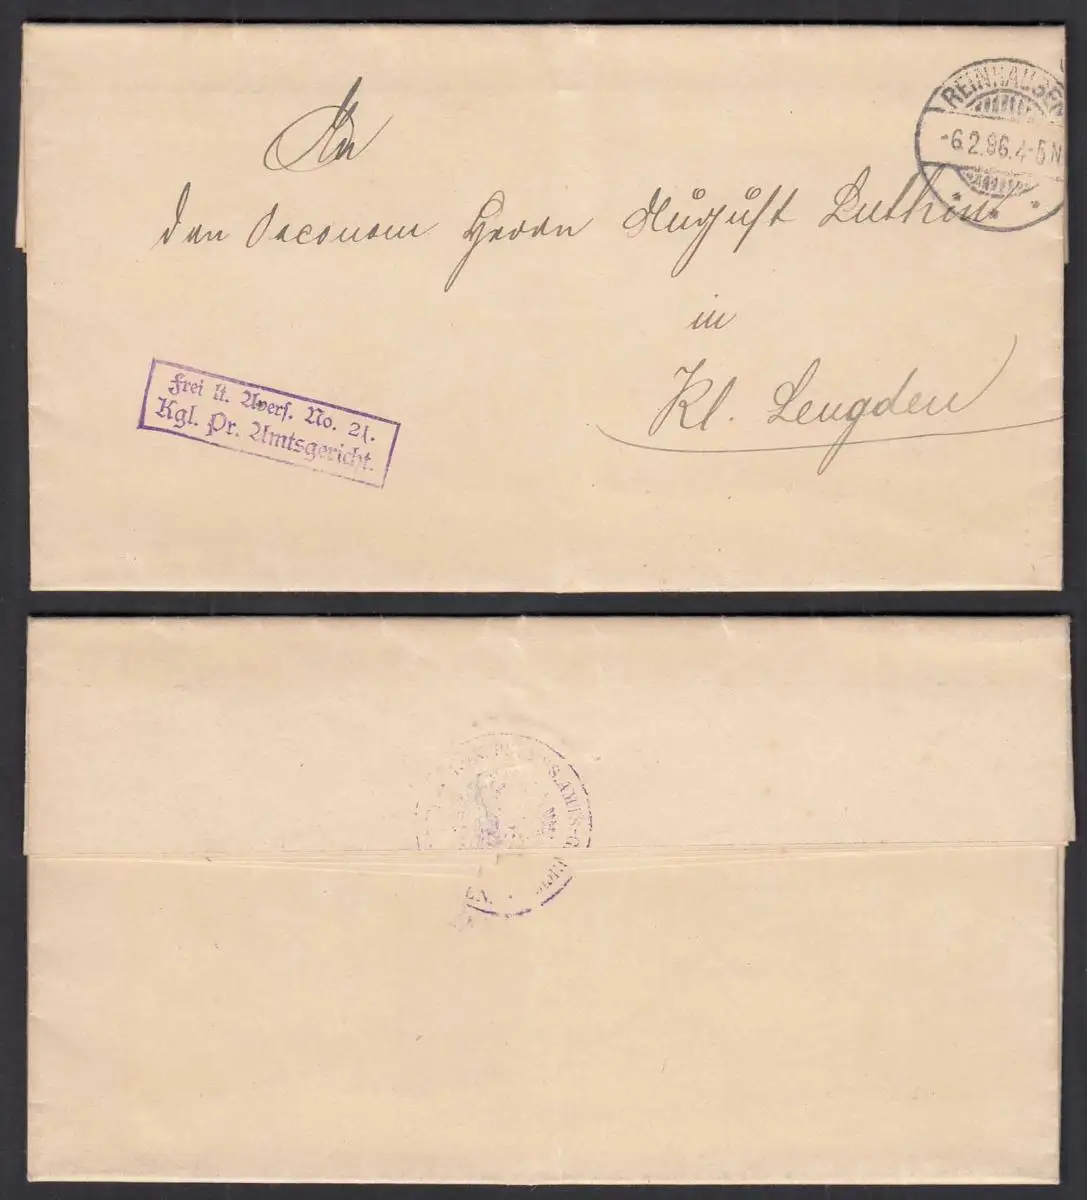 An
den Oeconom Herrn August Luthin
in
Kl. Lengden
REINHAUSEN
-6.2.96.4-5N
Frei lt. Avers. No. 21.
Kgl. Pr. Amtsgericht.